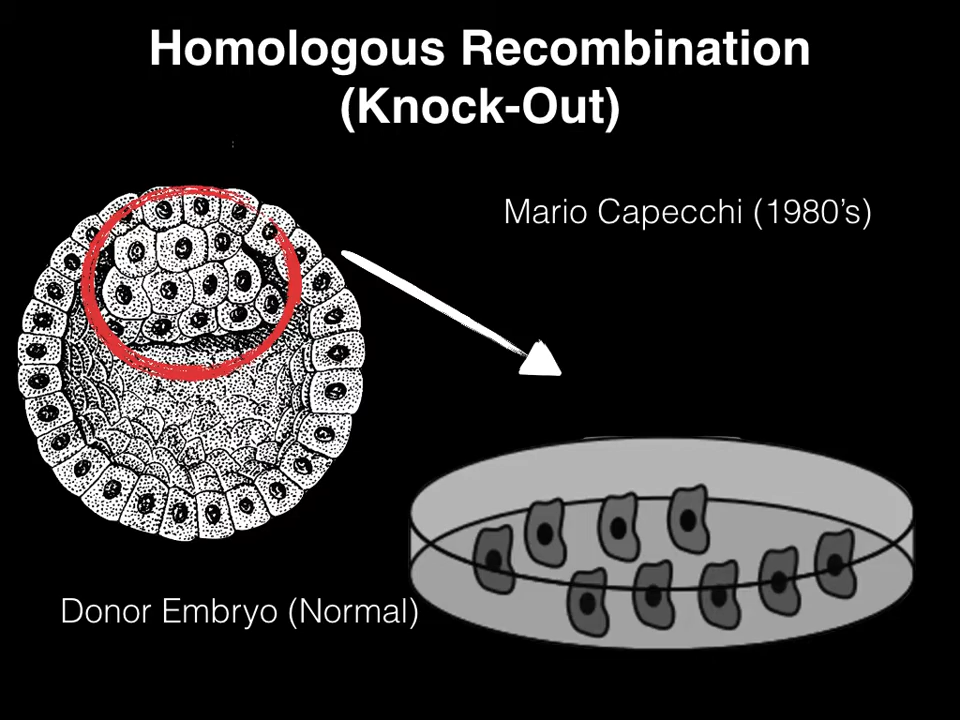 Homologous Recombination
(Knock-Out)
Mario Capecchi (1980's)
Donor Embryo (Normal)